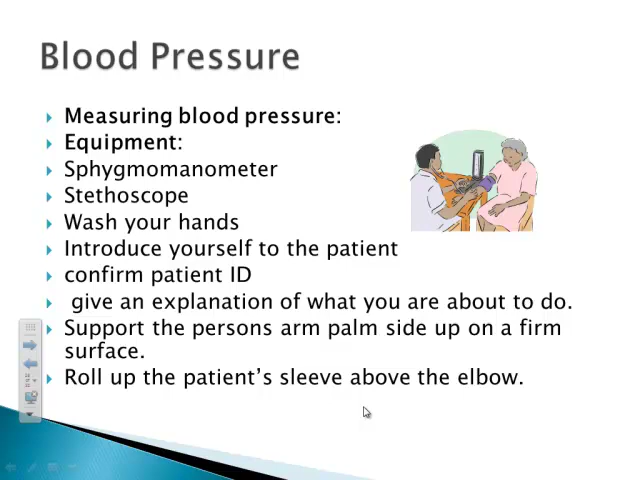 Blood Pressure
Measuring blood pressure:
Equipment:
Sphygmomanometer
Stethoscope
Wash your hands
Introduce yourself to the patient
confirm patient ID
give an explanation of what you are about to do.
Support the persons arm palm side up on a firm
surface.
Roll up the patient's sleeve above the elbow.